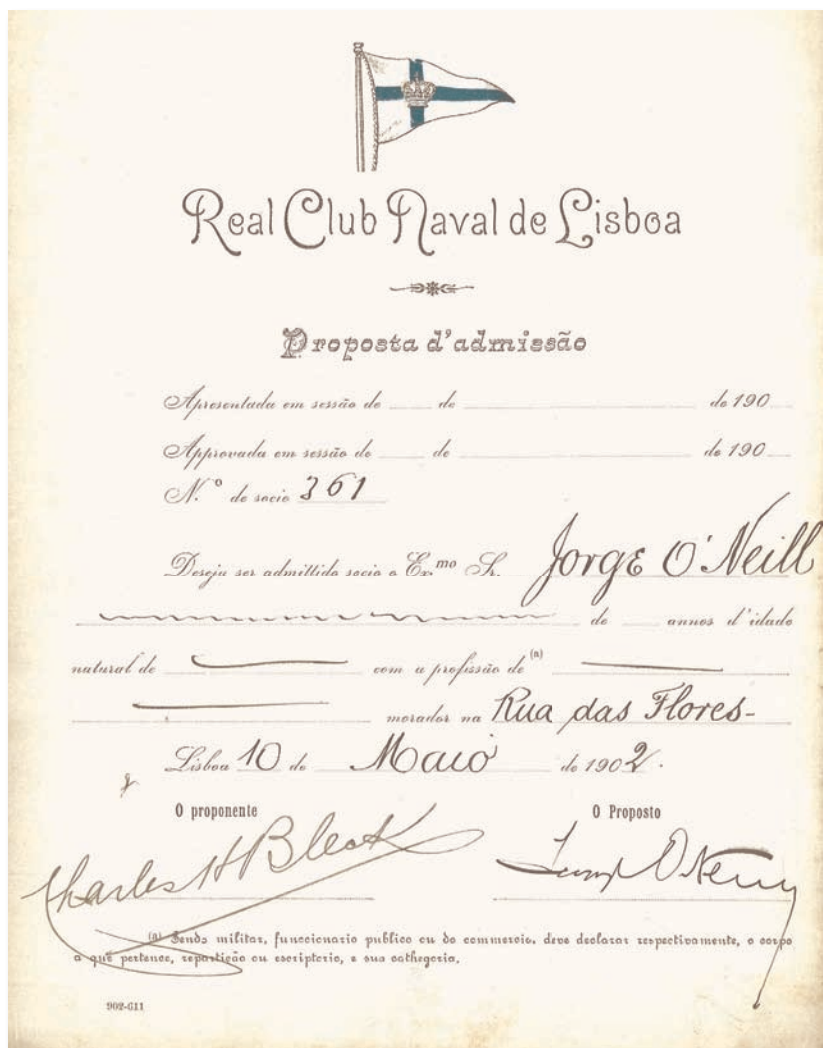 Real Club Naval de Lisboa
Proposta d'admissão
Apresentada em sessão de de de 190
Approvada em sessão de de de 190
N.º de socio 361
Deseja ser admittido socio o Ex.mo Sr. Jorge O'Neill
de annos d'idade
natural de com a profissão de (a)
morador na Rua das Flores-
Lisboa 10 de Maio de 1902.
O proponente O Proposto
Charles H Bleck
(a) Sendo militar, funccionario publico ou do commercio, deve declarar respectivamente, o corpo
a que pertence, repartição ou escriptorio, e sua cathegoria.
902-611